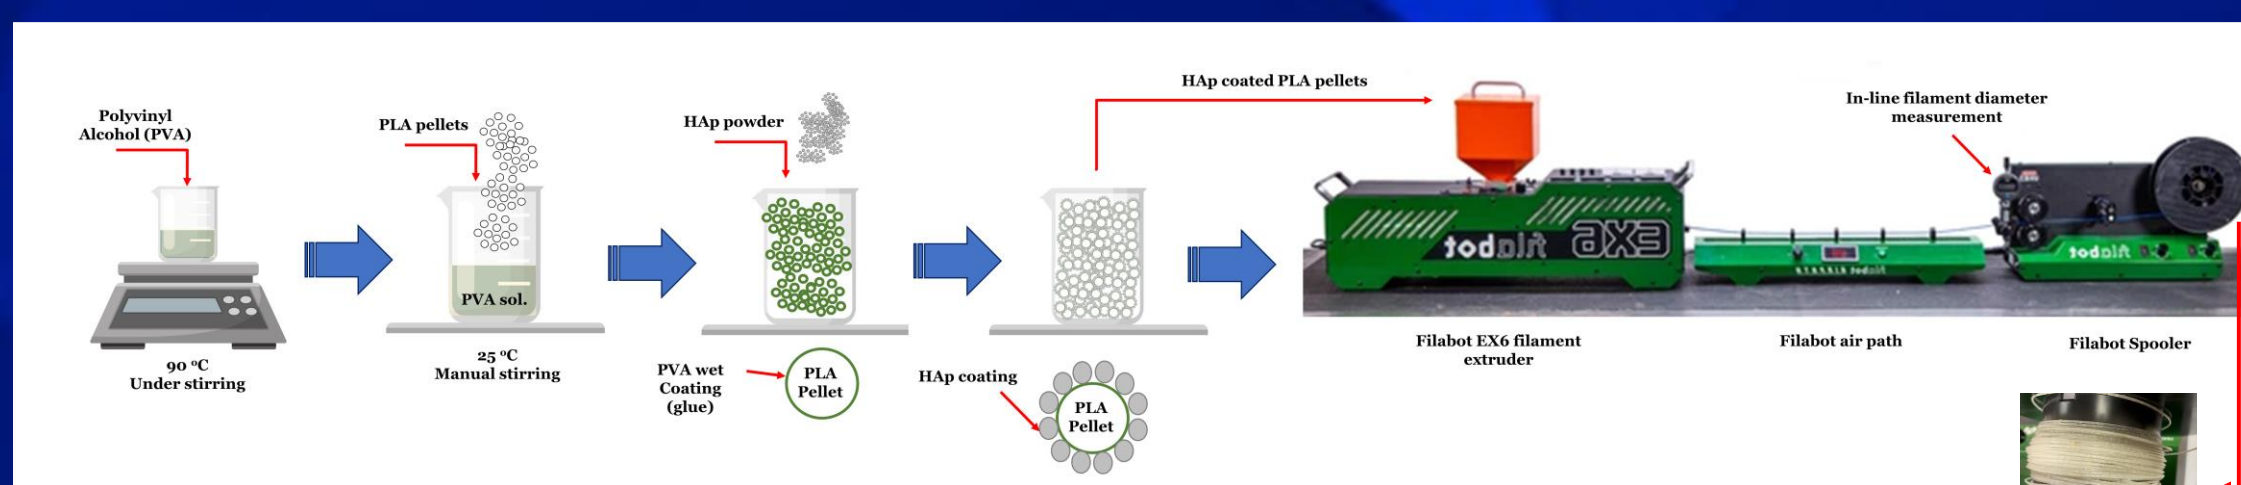 Polyvinyl
Alcohol (PVA)
90 ºC
Under stirring
PLA pellets
PVA sol.
25 ºC
Manual stirring
HAp powder
PVA wet
Coating
(glue)
PLA
Pellet
HAp coating
PLA
Pellet
HAp coated PLA pellets
Filabot EX6 filament
extruder
Filabot air path
In-line filament diameter
measurement
Filabot Spooler